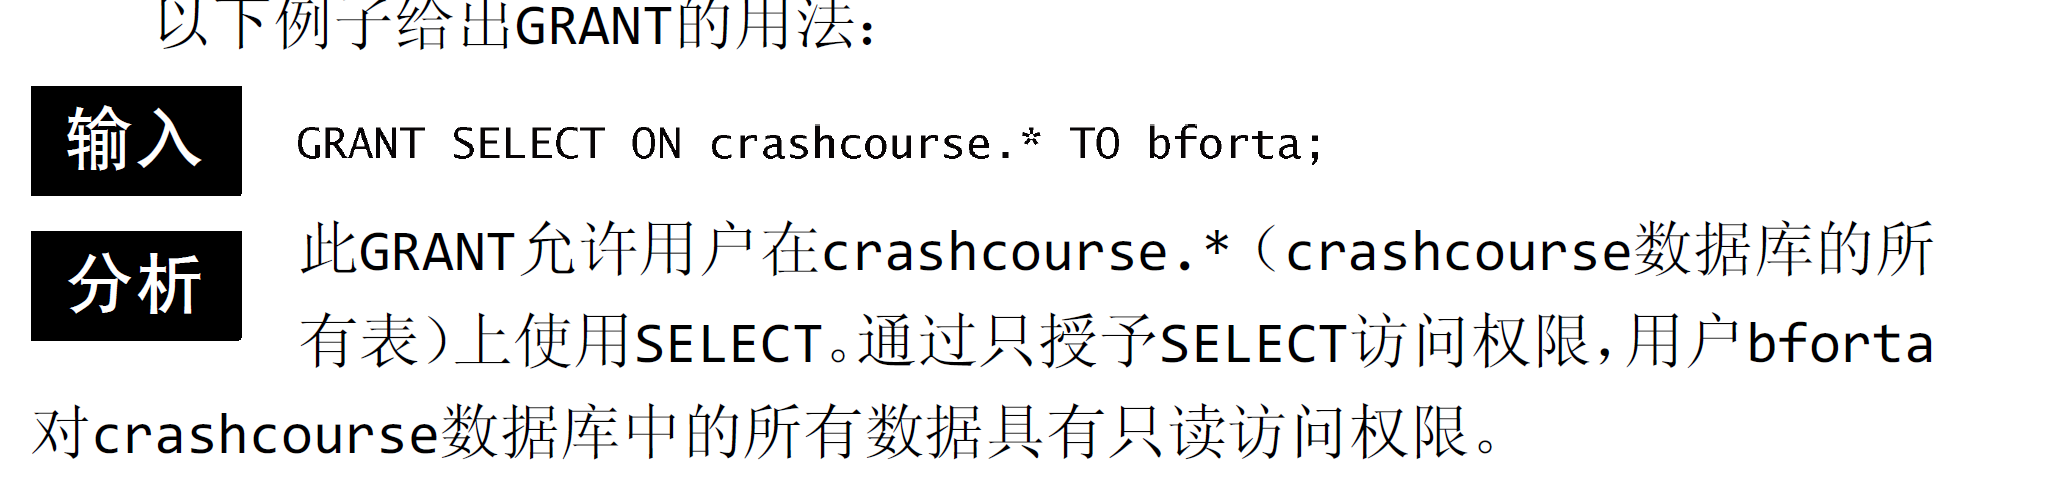 以下例子给出GRANT的用法：
输入 GRANT SELECT ON crashcourse.* TO bforta;
分析 此GRANT允许用户在crashcourse.*（crashcourse数据库的所
有表）上使用SELECT。通过只授予SELECT访问权限，用户bforta
对crashcourse数据库中的所有数据具有只读访问权限。